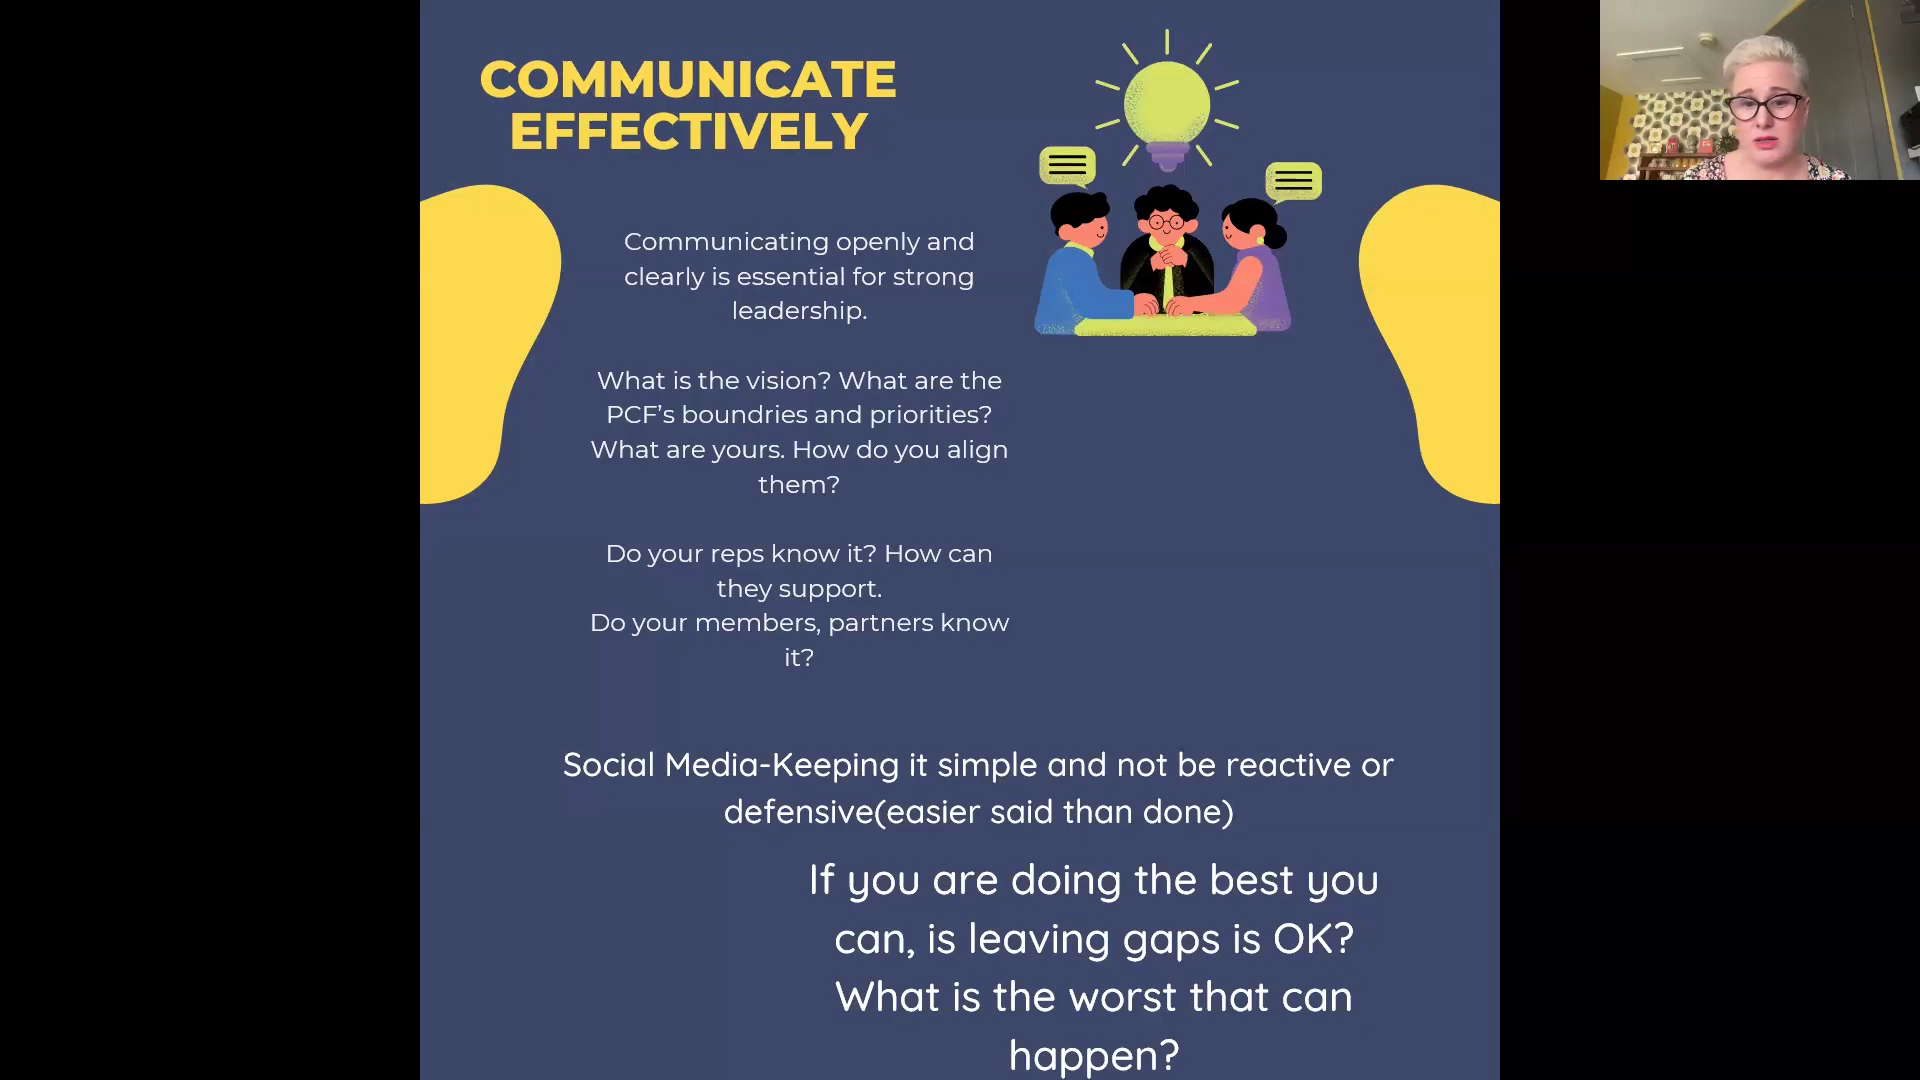 COMMUNICATE
EFFECTIVELY
Communicating openly and
clearly is essential for strong
leadership.
What is the vision? What are the
PCF’s boundries and priorities?
What are yours. How do you align
them?
Do your reps know it? How can
they support.
Do your members, partners know
it?
Social Media-Keeping it simple and not be reactive or
defensive(easier said than done)
If you are doing the best you
can, is leaving gaps is OK?
What is the worst that can
happen?